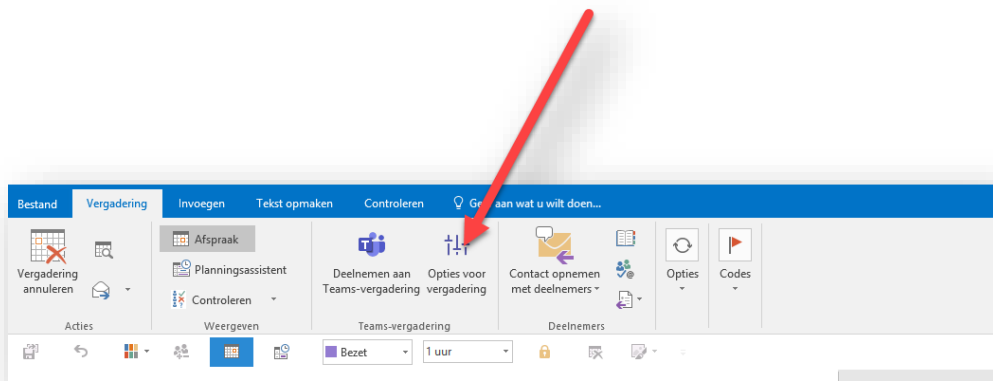 Bestand Vergadering Invoegen Tekst opmaken Controleren aan wat u wilt doen...
Vergadering
annuleren
Afspraak
Planningsassistent
Controleren
Deelnemen aan
Teams-vergadering
Opties voor
vergadering
Contact opnemen
met deelnemers
Opties
Codes
Acties Weergeven Teams-vergadering Deelnemers
Bezet 1 uur